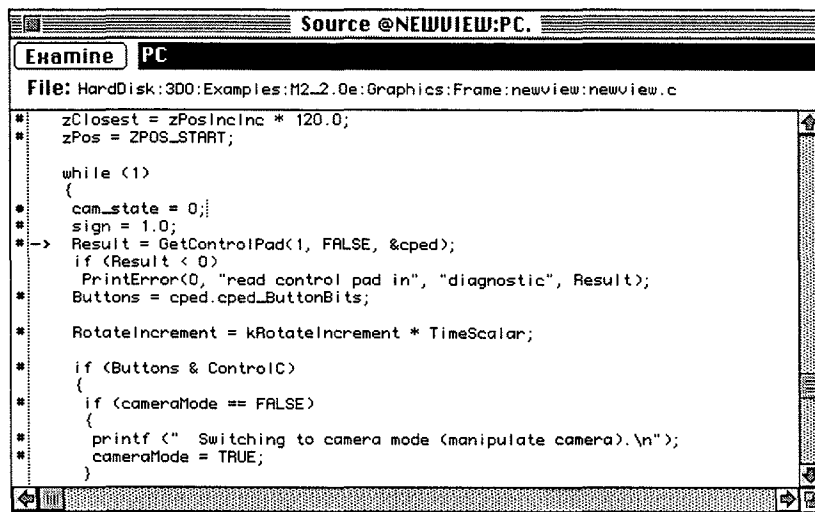 Source @NEWVIEW:PC.
Examine PC
File: HardDisk:3DO:Examples:M2_2.0e:Graphics:Frame:newview:newview.c
# zClosest = zPosIncInc * 120.0;
# zPos = ZPOS_START;
while (1)
{
● cam_state = 0;
# sign = 1.0;
# -> Result = GetControlPad(1, FALSE, &cped);
if (Result < 0)
PrintError(0, "read control pad in", "diagnostic", Result);
# Buttons = cped.cped_ButtonBits;
# RotateIncrement = kRotateIncrement * TimeScalar;
# if (Buttons & ControlC)
{
# if (cameraMode == FALSE)
{
# printf ("  Switching to camera mode (manipulate camera).\n");
# cameraMode = TRUE;
}